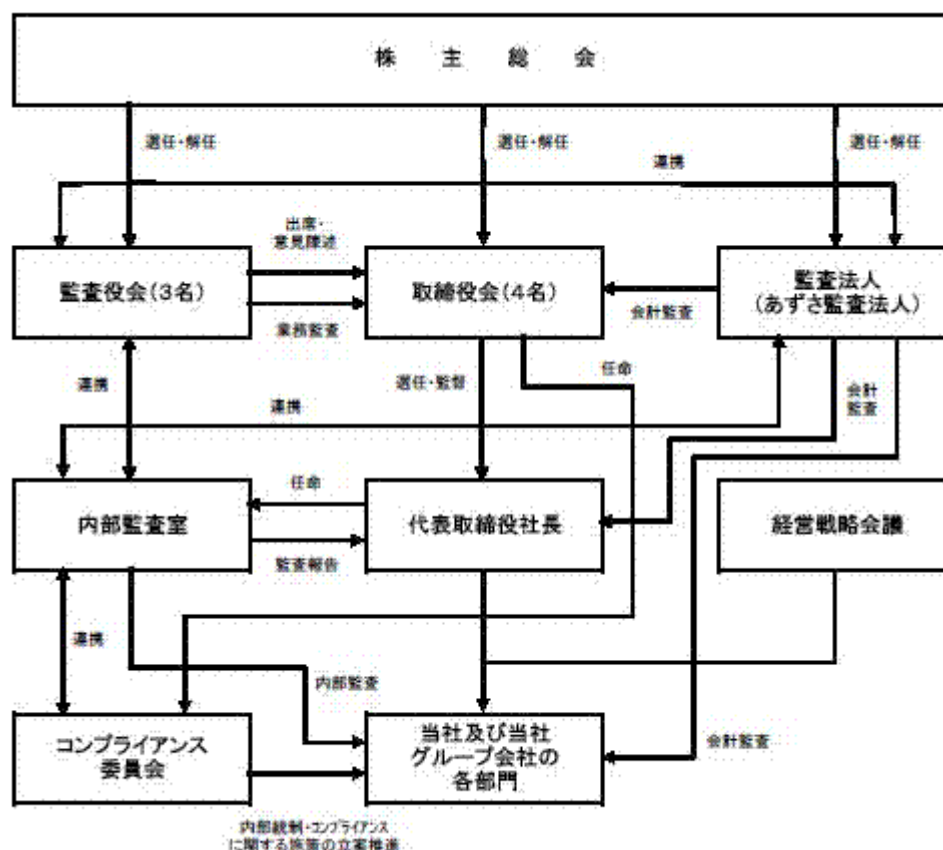 株主総会
選任・解任
選任・解任
選任・解任
連携
出席・
意見陳述
監査役会(3名)
取締役会(4名)
監査法人
(あずさ監査法人)
業務監査
会計監査
連携
選任・監督
任命
会計
監査
連携
任命
内部監査室
代表取締役社長
経営戦略会議
監査報告
連携
内部監査
コンプライアンス
委員会
当社及び当社
グループ会社の
各部門
会計監査
内部統制・コンプライアンス
に関する施策の立案推進